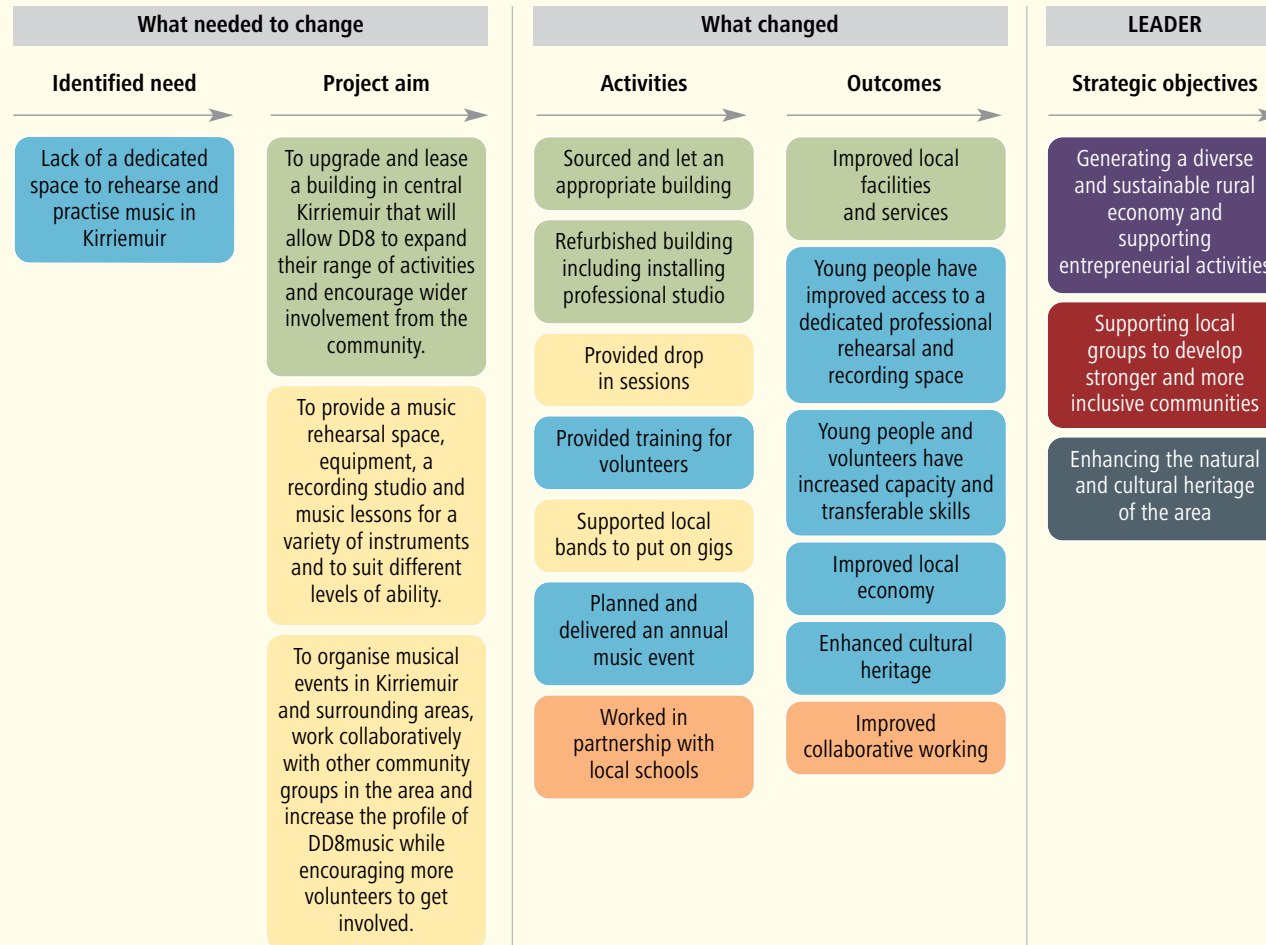 What needed to change
What changed
LEADER
Identified need
Project aim
Activities
Outcomes
Strategic objectives
Lack of a dedicated
space to rehearse and
practise music in
Kirriemuir
To upgrade and lease
a building in central
Kirriemuir that will
allow DD8 to expand
their range of activities
and encourage wider
involvement from the
community.
To provide a music
rehearsal space,
equipment, a
recording studio and
music lessons for a
variety of instruments
and to suit different
levels of ability.
To organise musical
events in Kirriemuir
and surrounding areas,
work collaboratively
with other community
groups in the area and
increase the profile of
DD8music while
encouraging more
volunteers to get
involved.
Sourced and let an
appropriate building
Refurbished building
including installing
professional studio
Provided drop
in sessions
Provided training for
volunteers
Supported local
bands to put on gigs
Planned and
delivered an annual
music event
Worked in
partnership with
local schools
Improved local
facilities
and services
Young people have
improved access to a
dedicated professional
rehearsal and
recording space
Young people and
volunteers have
increased capacity and
transferable skills
Improved local
economy
Enhanced cultural
heritage
Improved
collaborative working
Generating a diverse
and sustainable rural
economy and
supporting
entrepreneurial activities
Supporting local
groups to develop
stronger and more
inclusive communities
Enhancing the natural
and cultural heritage
of the area